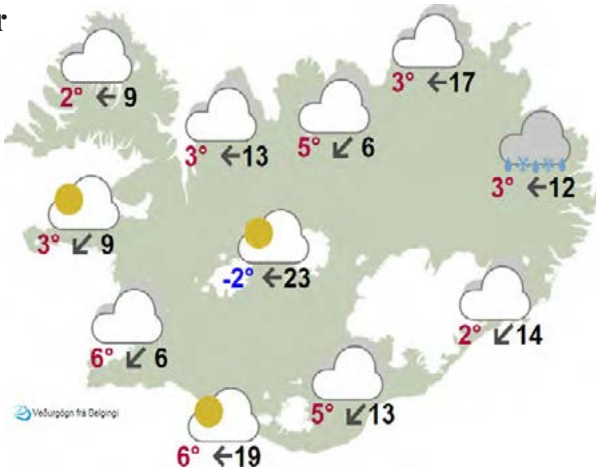 r
3° ←17
2° ← 9
3° ←13
5° ↙ 6
3° ←12
3° ↙ 9
-2° ←23
2° ↙14
6° ↙ 6
5° ↙13
Veðurgögn frá Belgingi
6° ←19